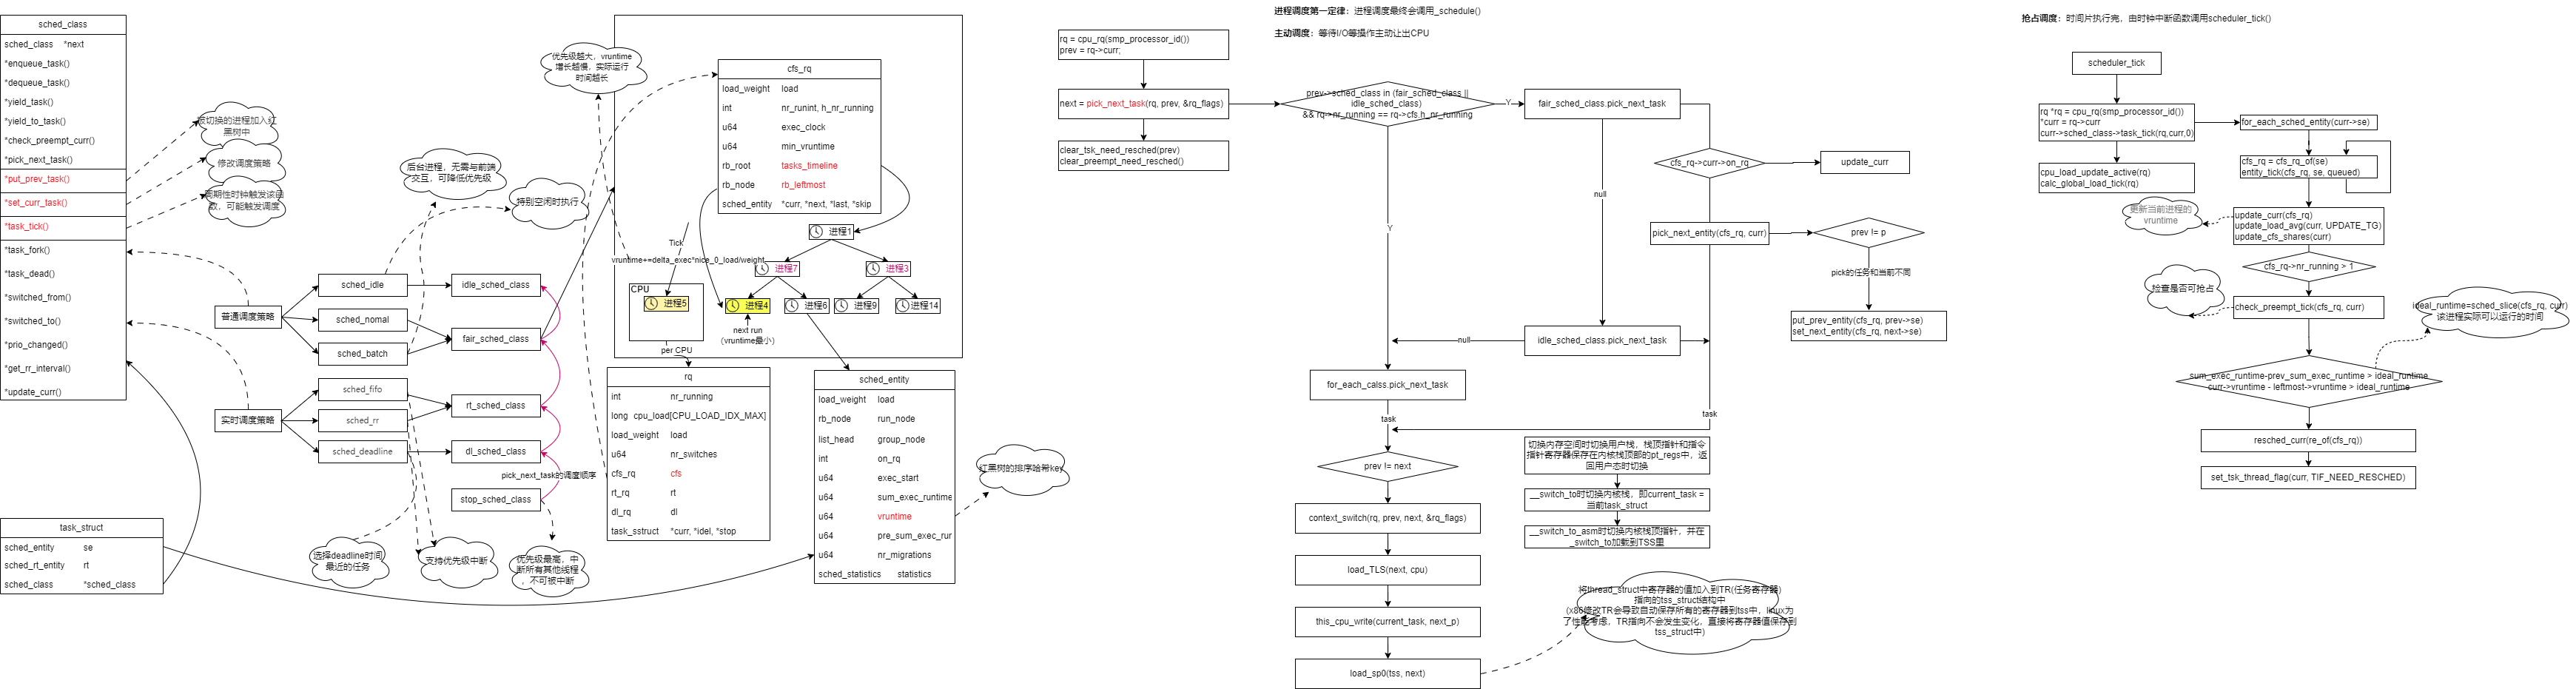 sched_class
sched_class *next
*enqueue_task()
*dequeue_task()
*yield_task()
*yield_to_task()
*check_preempt_curr()
*pick_next_task()
*put_prev_task()
*set_curr_task()
*task_tick()
*task_fork()
*task_dead()
*switched_from()
*switched_to()
*prio_changed()
*get_rr_interval()
*update_curr()
task_struct
sched_entity se
sched_rt_entity rt
sched_class *sched_class
被切换的进程加入红
黑树中
修改调度策略
周期性时钟触发该函
数，可能触发调度
普通调度策略
实时调度策略
sched_idle
sched_nomal
sched_batch
sched_fifo
sched_rr
sched_deadline
idle_sched_class
fair_sched_class
rt_sched_class
dl_sched_class
pick_next_task的调度顺序
stop_sched_class
后台进程，无需与前端
交互，可降低优先级
特别空闲时执行
选择deadline时间
最近的任务
支持优先级中断
优先级最高，中
断所有其他线程
，不可被中断
优先级越大，vruntime
增长越慢，实际运行
时间越长
cfs_rq
load_weight load
int nr_runint, h_nr_running
u64 exec_clock
u64 min_vruntime
rb_root tasks_timeline
rb_node rb_leftmost
sched_entity *curr, *next, *last, *skip
Tick
vruntime+=delta_exec*nice_0_load/weight
CPU
进程5
进程1
进程7
进程3
进程4
进程6
进程9
进程14
next run
（vruntime最小）
per CPU
rq
int nr_running
long cpu_load[CPU_LOAD_IDX_MAX]
load_weight load
u64 nr_switches
cfs_rq cfs
rt_rq rt
dl_rq dl
task_sstruct *curr, *idel, *stop
sched_entity
load_weight load
rb_node run_node
list_head group_node
int on_rq
u64 exec_start
u64 sum_exec_runtime
u64 vruntime
u64 pre_sum_exec_rur
u64 nr_migrations
sched_statistics statistics
红黑树的排序哈希key
进程调度第一定律：进程调度最终会调用_schedule()
主动调度：等待I/O等操作主动让出CPU
rq = cpu_rq(smp_processor_id())
prev = rq->curr;
next = pick_next_task(rq, prev, &rq_flags)
clear_tsk_need_resched(prev)
clear_preempt_need_resched()
prev->sched_class in (fair_sched_class ||
idle_sched_class)
&& rq->nr_running == rq->cfs.h_nr_running
Y
Y
fair_sched_class.pick_next_task
cfs_rq->curr->on_rq
update_curr
null
pick_next_entity(cfs_rq, curr)
prev != p
pick的任务和当前不同
put_prev_entity(cfs_rq, prev->se)
set_next_entity(cfs_rq, next->se)
null
idle_sched_class.pick_next_task
for_each_calss.pick_next_task
task
task
prev != next
context_switch(rq, prev, next, &rq_flags)
load_TLS(next, cpu)
this_cpu_write(current_task, next_p)
load_sp0(tss, next)
切换内存空间时切换用户栈，栈顶指针和指令
指针寄存器保存在内核栈顶部的pt_regs中，返
回用户态时切换
__switch_to时切换内核栈，即current_task =
当前task_struct
__switch_to_asm时切换内核栈顶指针，并在
_switch_to加载到TSS里
将thread_struct中寄存器的值加入到TR(任务寄存器)
指向的tss_struct结构中
(x86修改TR会导致自动保存所有的寄存器到tss中，linux为
了性能考虑，TR指向不会发生变化，直接将寄存器值保存到
tss_struct中)
抢占调度：时间片执行完，由时钟中断函数调用scheduler_tick()
scheduler_tick
rq *rq = cpu_rq(smp_processor_id())
*curr = rq->curr
curr->sched_class->task_tick(rq,curr,0)
cpu_load_update_active(rq)
calc_global_load_tick(rq)
for_each_sched_entity(curr->se)
cfs_rq = cfs_rq_of(se)
entity_tick(cfs_rq, se, queued)
更新当前进程的
vruntime
update_curr(cfs_rq)
update_load_avg(curr, UPDATE_TG)
update_cfs_shares(curr)
cfs_rq->nr_running > 1
检查是否可抢占
check_preempt_tick(cfs_rq, curr)
ideal_runtime=sched_slice(cfs_rq, curr)
该进程实际可以运行的时间
sum_exec_runtime-prev_sum_exec_runtime > ideal_runtime
curr->vruntime - leftmost->vruntime > ideal_runtime
resched_curr(re_of(cfs_rq))
set_tsk_thread_flag(curr, TIF_NEED_RESCHED)